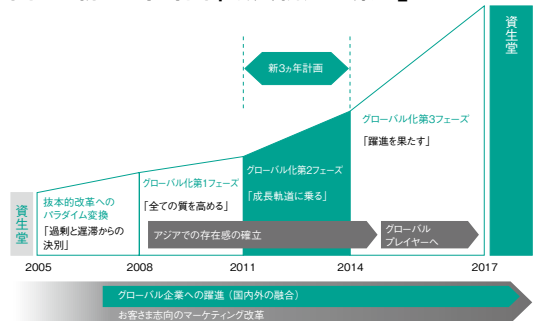 新3ヵ年計画
資生堂
グローバル化第3フェーズ
「躍進を果たす」
グローバル化第2フェーズ
「成長軌道に乗る」
グローバル化第1フェーズ
「全ての質を高める」
抜本的改革への
パラダイム変換
「過剰と遅滞からの
決別」
資生堂
アジアでの存在感の確立
グローバル
プレイヤーへ
2005
2008
2011
2014
2017
グローバル企業への躍進（国内外の融合）
お客さま志向のマーケティング改革